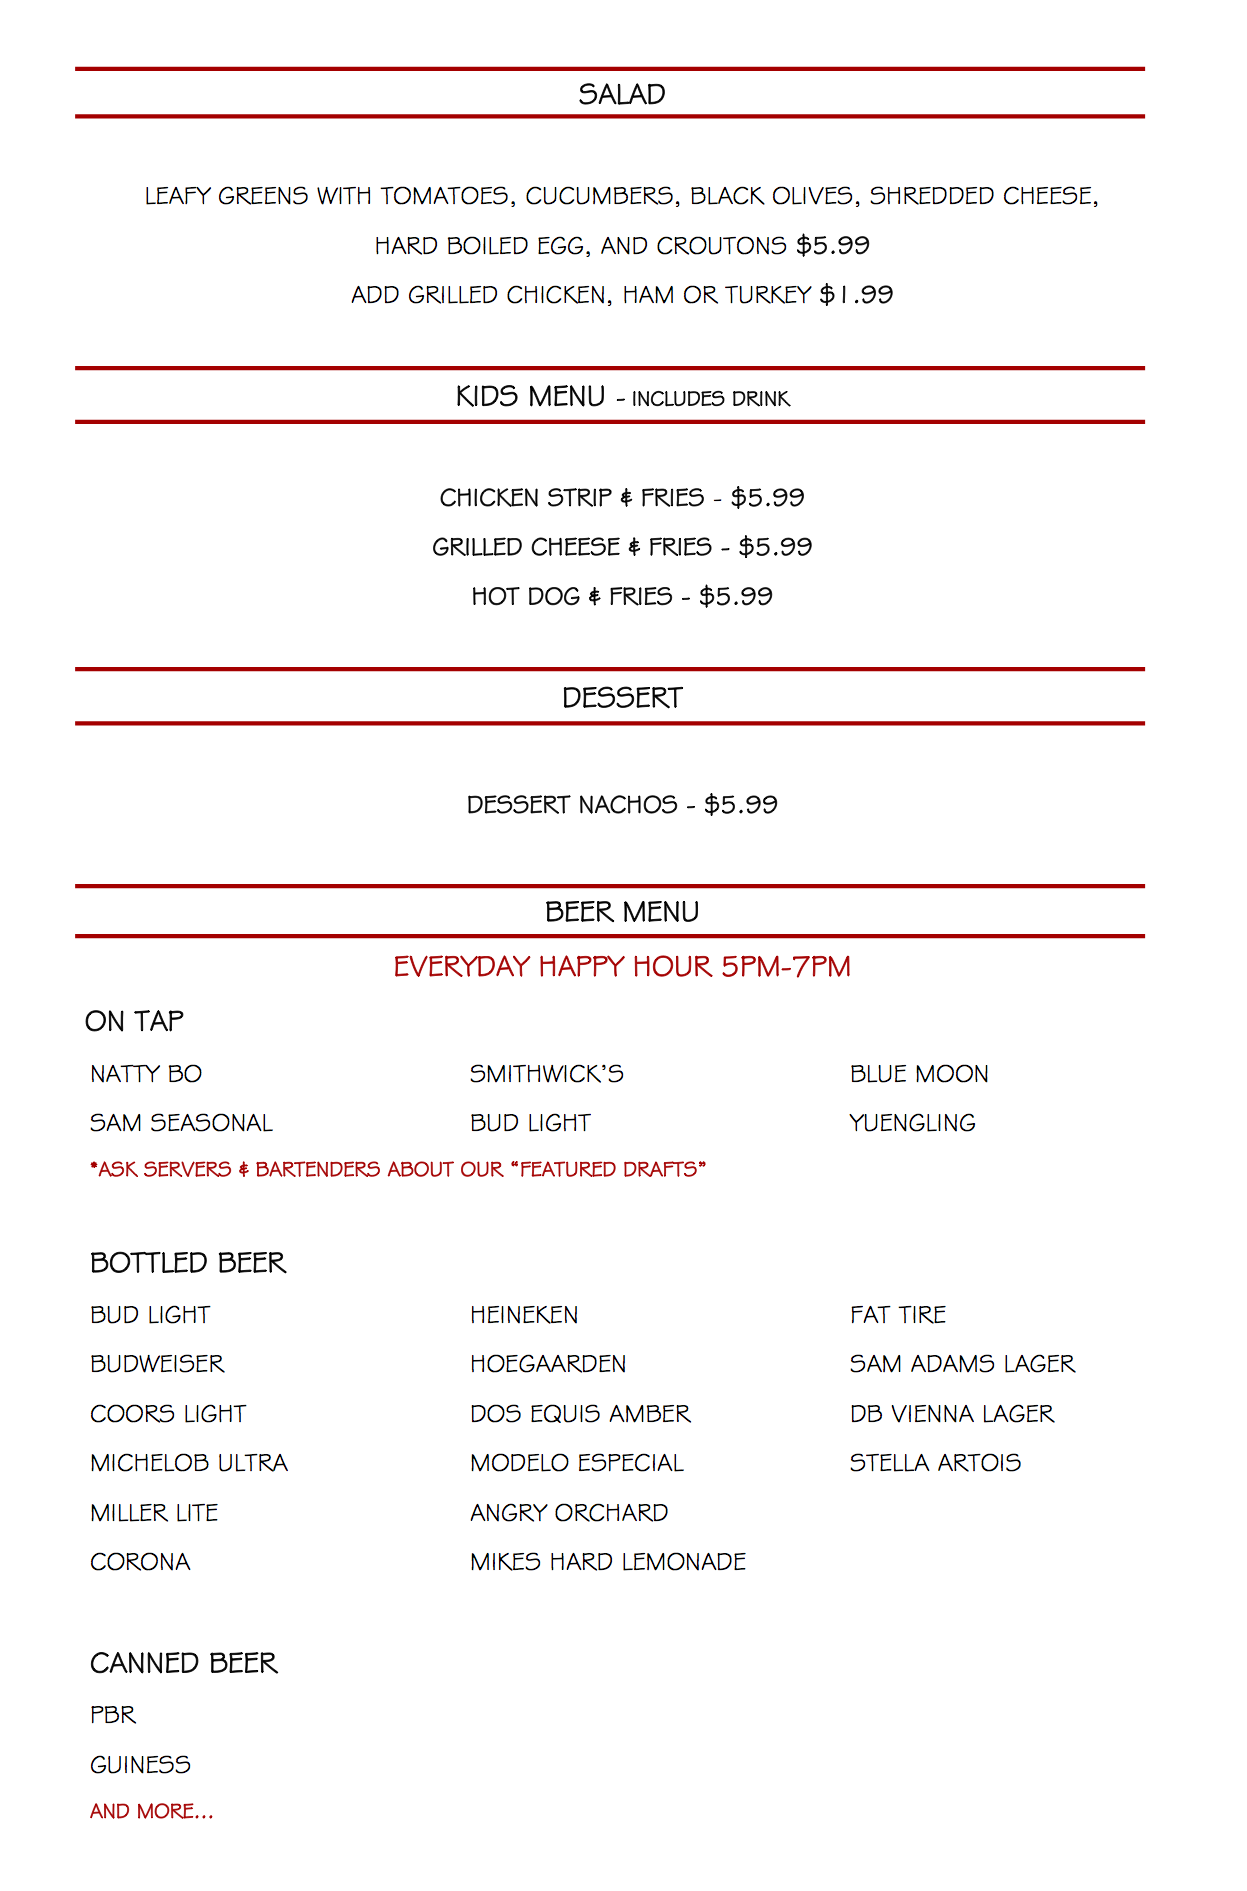 SALAD
LEAFY GREENS WITH TOMATOES, CUCUMBERS, BLACK OLIVES, SHREDDED CHEESE,
HARD BOILED EGG, AND CROUTONS $5.99
ADD GRILLED CHICKEN, HAM OR TURKEY $1.99
KIDS MENU - INCLUDES DRINK
CHICKEN STRIP & FRIES - $5.99
GRILLED CHEESE & FRIES - $5.99
HOT DOG & FRIES - $5.99
DESSERT
DESSERT NACHOS - $5.99
BEER MENU
EVERYDAY HAPPY HOUR 5PM-7PM
ON TAP
NATTY BO SMITHWICK'S BLUE MOON
SAM SEASONAL BUD LIGHT YUENGLING
*ASK SERVERS & BARTENDERS ABOUT OUR “FEATURED DRAFTS”
BOTTLED BEER
BUD LIGHT HEINEKEN FAT TIRE
BUDWEISER HOEGAARDEN SAM ADAMS LAGER
COORS LIGHT DOS EQUIS AMBER DB VIENNA LAGER
MICHELOB ULTRA MODELO ESPECIAL STELLA ARTOIS
MILLER LITE ANGRY ORCHARD
CORONA MIKES HARD LEMONADE
CANNED BEER
PBR
GUINESS
AND MORE...